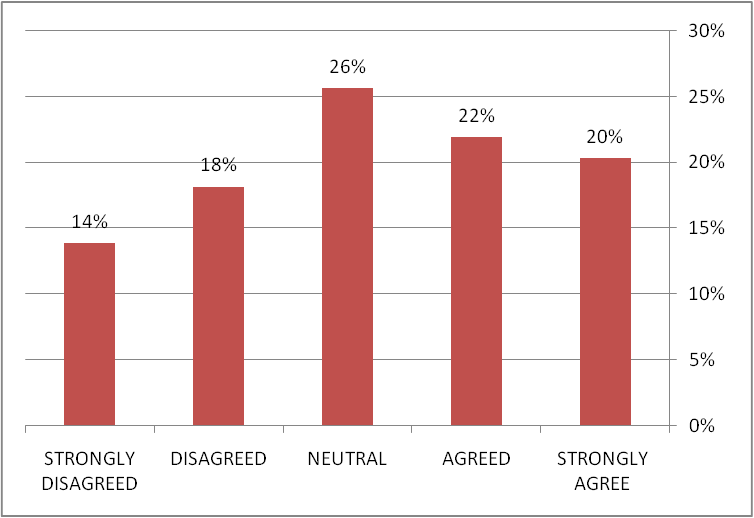 30%
26%
25%
22%
20%
20%
18%
15%
14%
10%
5%
0%
STRONGLY DISAGREED
DISAGREED
NEUTRAL
AGREED
STRONGLY AGREE